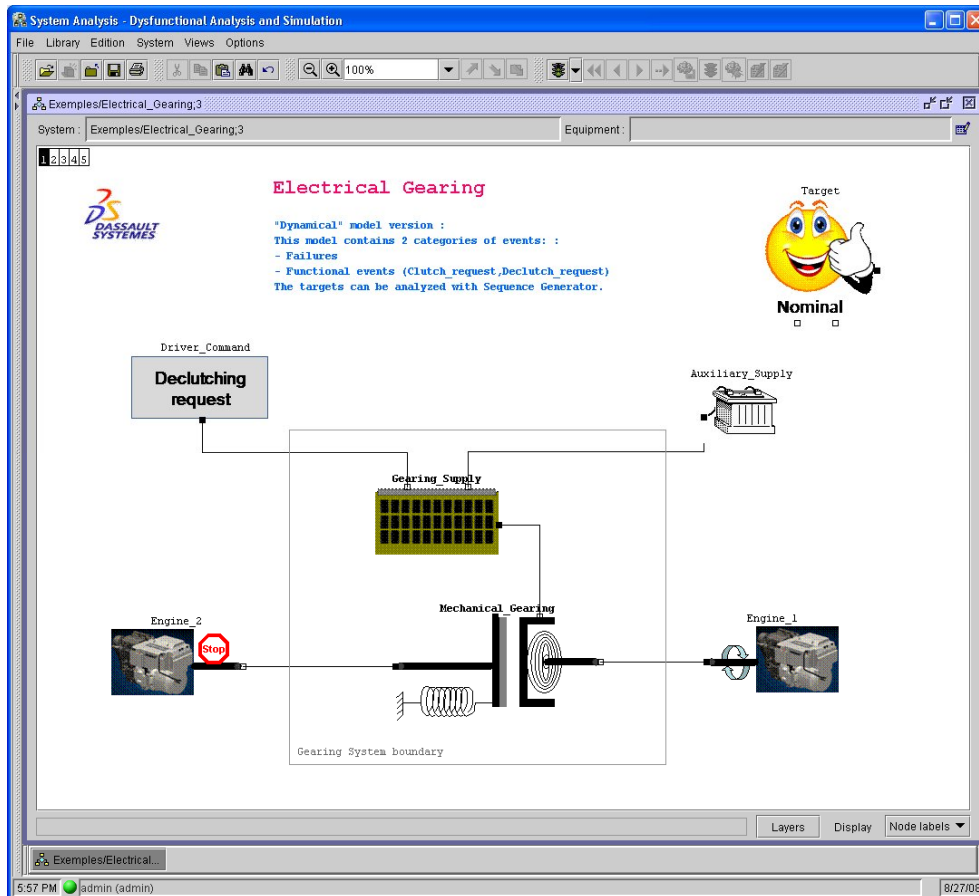 System Analysis - Dysfunctional Analysis and Simulation
File Library Edition System Views Options
100%
Exemples/Electrical_Gearing;3
System : Exemples/Electrical_Gearing;3 Equipment :
1 2 3 4 5
DASSAULT
SYSTEMES
Electrical Gearing
"Dynamical" model version :
This model contains 2 categories of events: :
- Failures
- Functional events (Clutch_request,Declutch_request)
The targets can be analyzed with Sequence Generator.
Target
Nominal
Driver_Command
Declutching
request
Auxiliary_Supply
Gearing_Supply
Mechanical_Gearing
Engine_2
Stop
Engine_1
Gearing System boundary
Layers Display Node labels
Exemples/Electrical...
5:57 PM admin (admin)